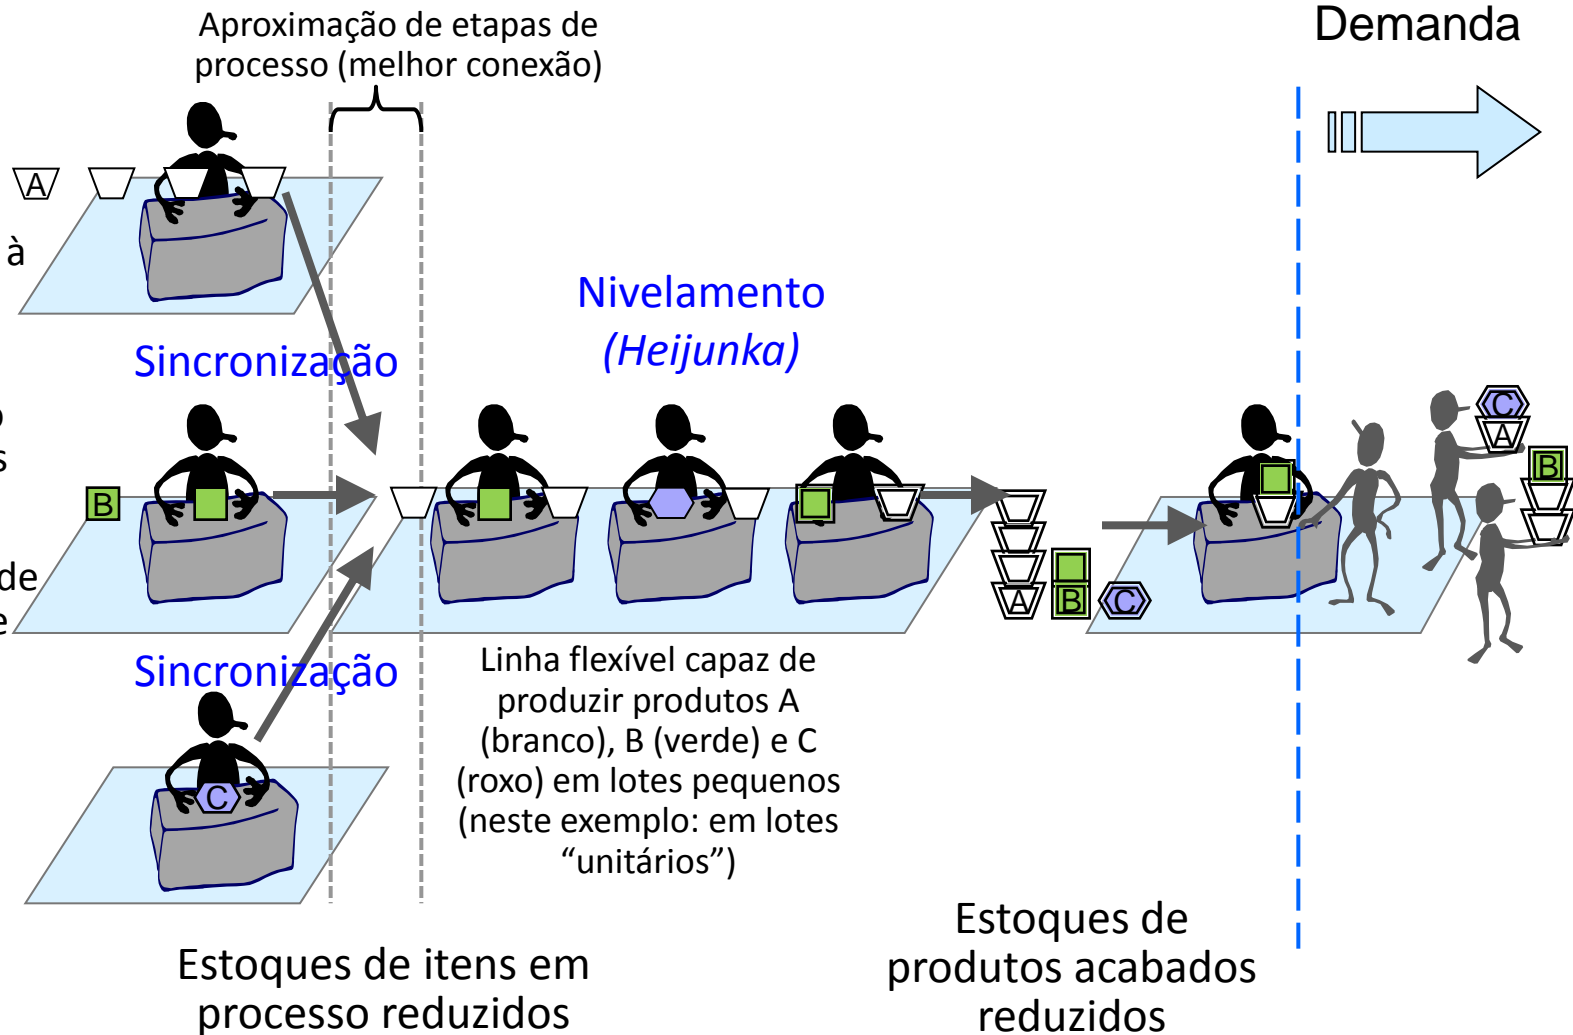 Aproximação de etapas de
processo (melhor conexão)
Demanda
A
à
Nivelamento
(Heijunka)
Sincronização
C
A
o
s
B
B
de
e
A
B
C
Sincronização
Linha flexível capaz de
produzir produtos A
(branco), B (verde) e C
(roxo) em lotes pequenos
(neste exemplo: em lotes
“unitários”)
C
Estoques de itens em
processo reduzidos
Estoques de
produtos acabados
reduzidos